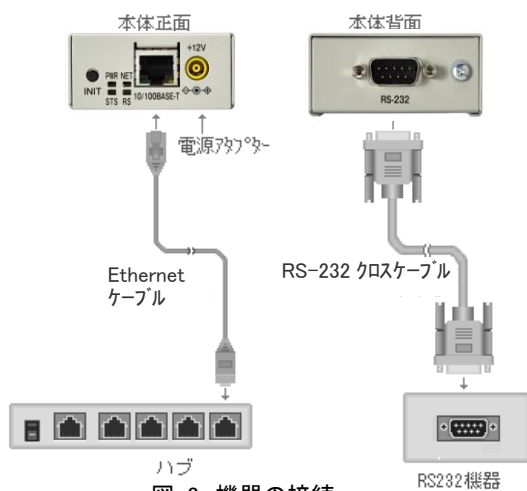 本体正面
本体背面
+12V
PWR NET
INIT
STS RS
10/100BASE-T
RS-232
電源アダプター
Ethernet
ケーブル
RS-232 クロスケーブル
ハブ
RS232機器
機器の接続